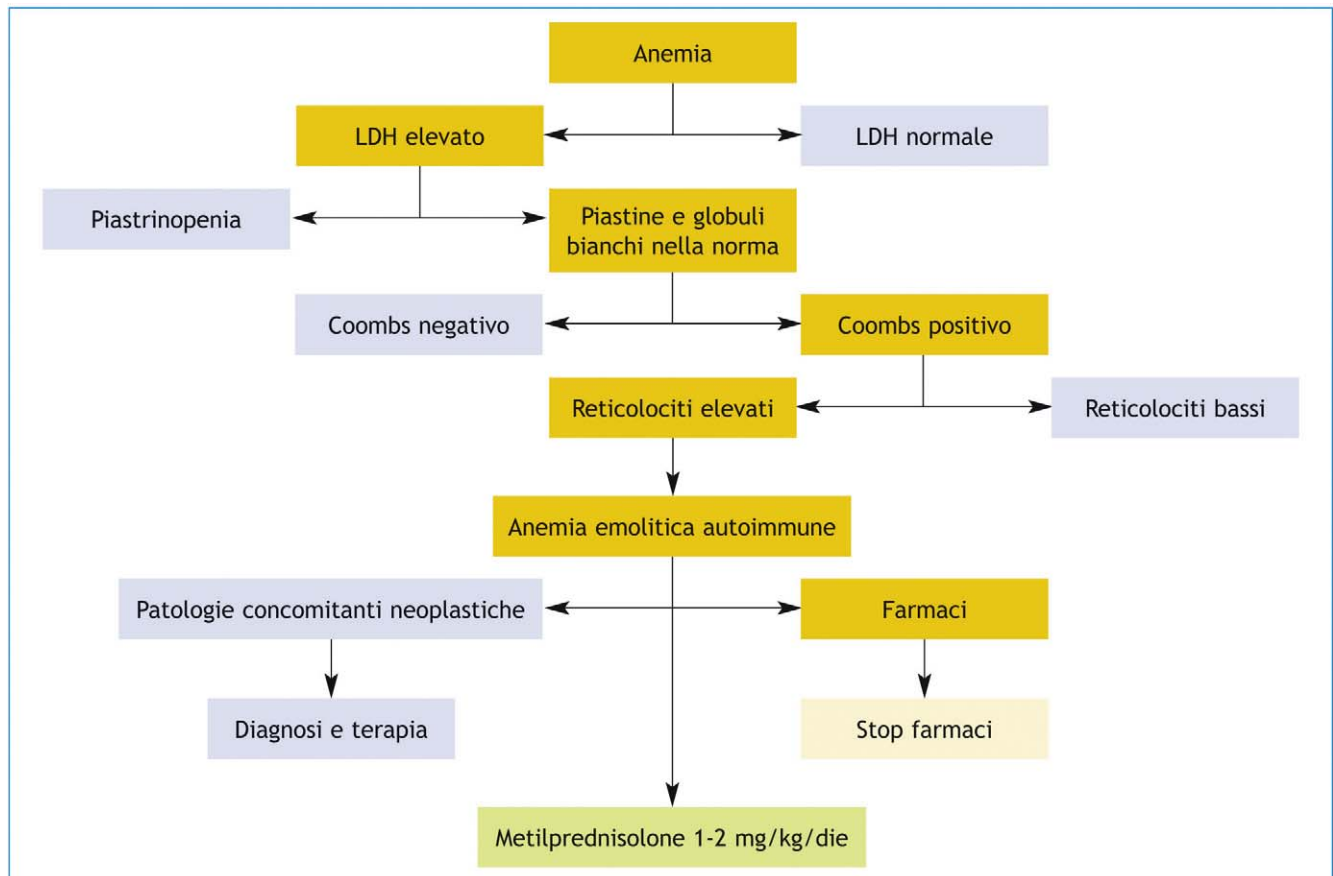 Anemia
LDH elevato
LDH normale
Piastrinopenia
Piastine e globuli
bianchi nella norma
Coombs negativo
Coombs positivo
Reticolociti elevati
Reticolociti bassi
Anemia emolitica autoimmune
Patologie concomitanti neoplastiche
Farmaci
Diagnosi e terapia
Stop farmaci
Metilprednisolone 1-2 mg/kg/die